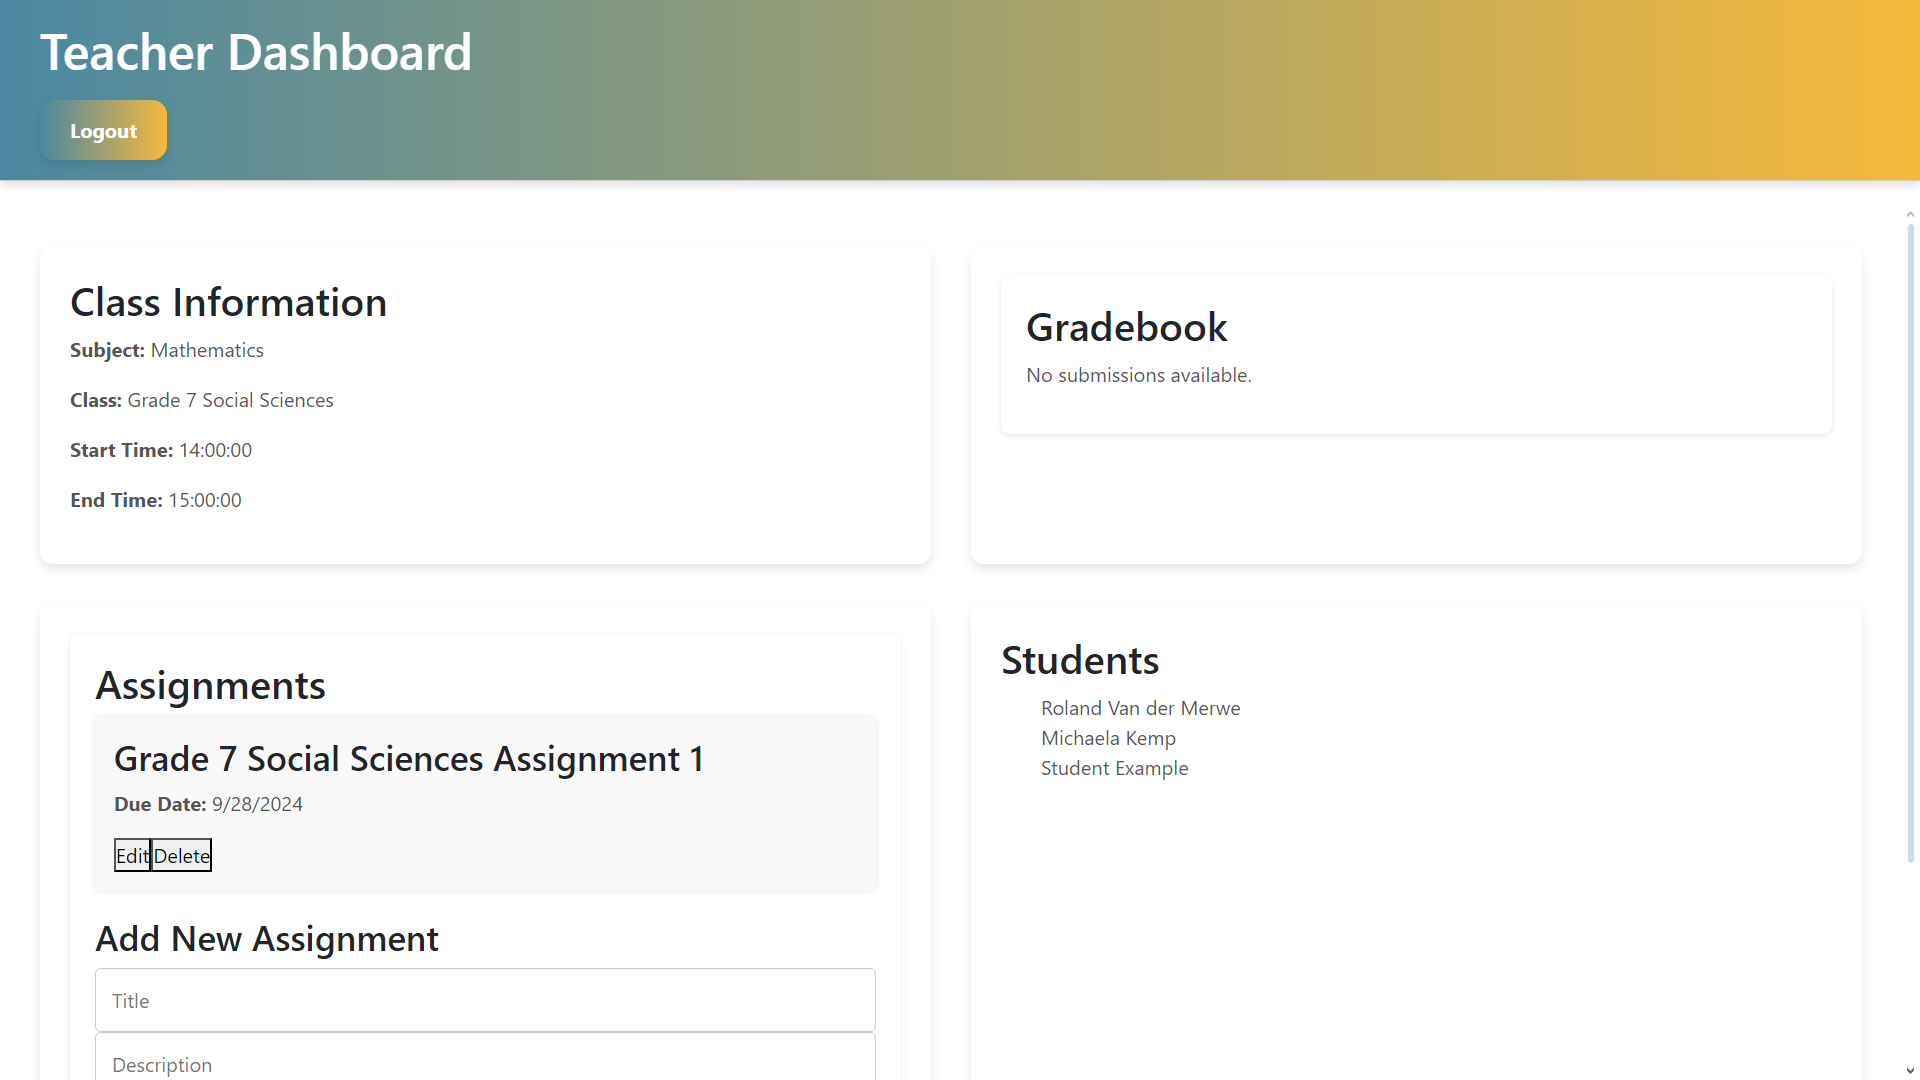 Teacher Dashboard
Logout
Class Information
Subject: Mathematics
Class: Grade 7 Social Sciences
Start Time: 14:00:00
End Time: 15:00:00
Gradebook
No submissions available.
Assignments
Grade 7 Social Sciences Assignment 1
Due Date: 9/28/2024
Edit Delete
Add New Assignment
Title
Description
Students
Roland Van der Merwe
Michaela Kemp
Student Example